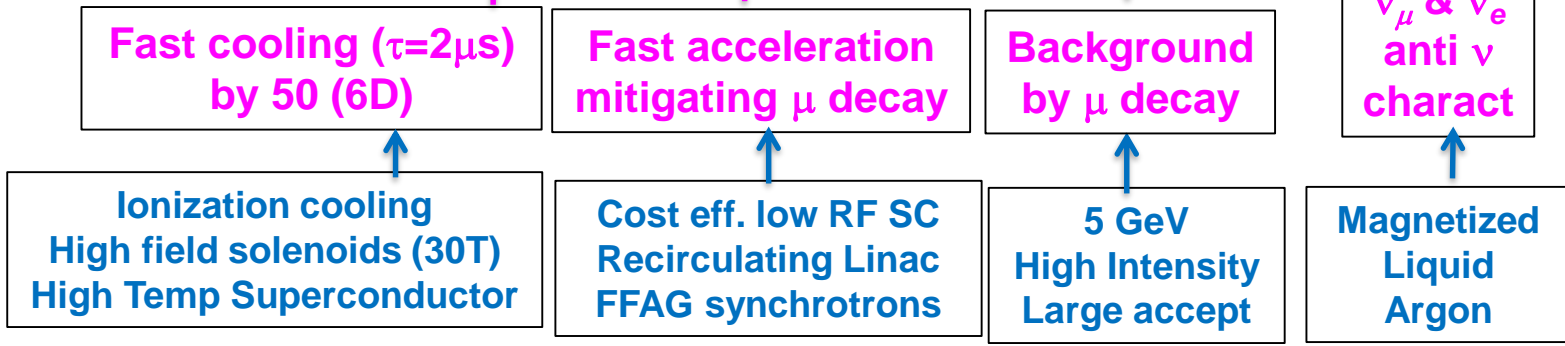 ν_μ & ν_e
Fast cooling (τ=2μs)
by 50 (6D)
Fast acceleration
mitigating μ decay
Background
by μ decay
anti ν
charact
Ionization cooling
High field solenoids (30T)
High Temp Superconductor
Cost eff. low RF SC
Recirculating Linac
FFAG synchrotrons
5 GeV
High Intensity
Large accept
Magnetized
Liquid
Argon